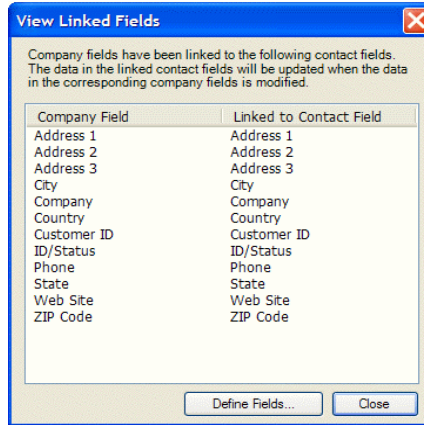 View Linked Fields
Company fields have been linked to the following contact fields.
The data in the linked contact fields will be updated when the data
in the corresponding company fields is modified.
Company Field Linked to Contact Field
Address 1 Address 1
Address 2 Address 2
Address 3 Address 3
City City
Company Company
Country Country
Customer ID Customer ID
ID/Status ID/Status
Phone Phone
State State
Web Site Web Site
ZIP Code ZIP Code
Define Fields... Close